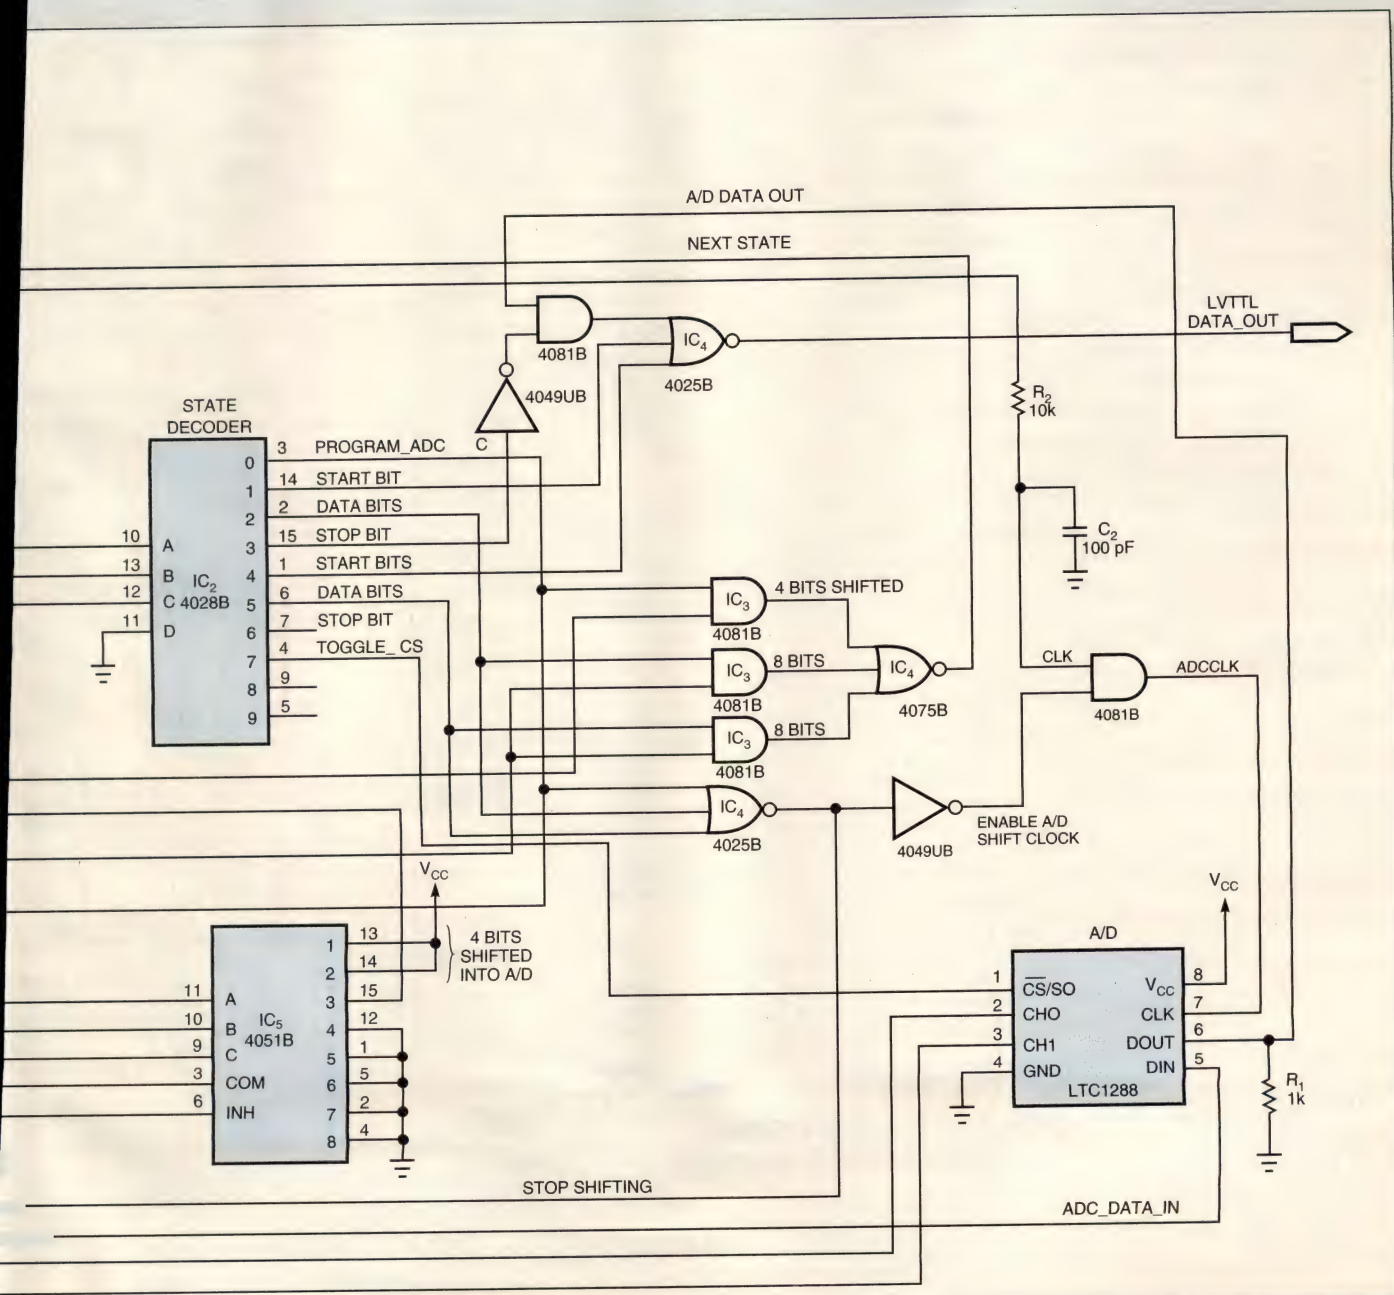 A/D DATA OUT
NEXT STATE
LVTTL
DATA_OUT
IC4
4081B
4025B
4049UB
C
R2
10k
STATE
DECODER
3 PROGRAM_ADC
14 START BIT
2 DATA BITS
15 STOP BIT
1 START BITS
6 DATA BITS
7 STOP BIT
4 TOGGLE_ CS
9
5
0
1
2
3
4
5
6
7
8
9
10 A
13 B
12 C
11 D
IC2
4028B
C2
100 pF
IC3
4081B
4 BITS SHIFTED
IC3
4081B
8 BITS
IC3
4081B
8 BITS
IC4
4075B
CLK
ADCCLK
4081B
IC4
4025B
4049UB
ENABLE A/D
SHIFT CLOCK
VCC
4 BITS
SHIFTED
INTO A/D
11 A
10 B
9 C
3 COM
6 INH
IC5
4051B
1 13
2 14
3 15
4 12
5 1
6 5
7 2
8 4
VCC
A/D
1 CS/SO
2 CHO
3 CH1
4 GND
VCC 8
CLK 7
DOUT 6
DIN 5
LTC1288
R1
1k
STOP SHIFTING
ADC_DATA_IN